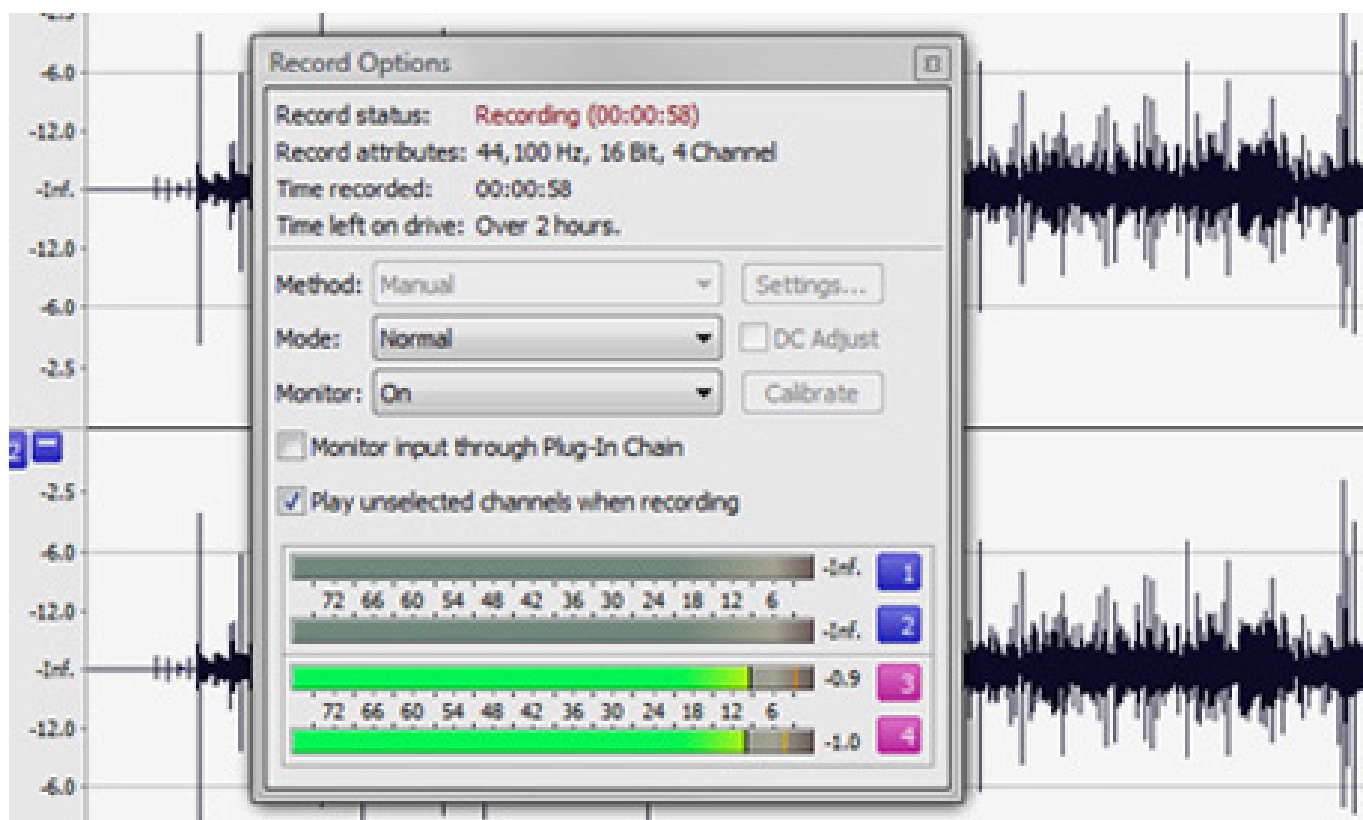 -2.5
-6.0
-12.0
-Inf.
-12.0
-6.0
-2.5
2
-2.5
-6.0
-12.0
-Inf.
-12.0
-6.0
Record Options
Record status: Recording (00:00:58)
Record attributes: 44,100 Hz, 16 Bit, 4 Channel
Time recorded: 00:00:58
Time left on drive: Over 2 hours.
Method: Manual Settings...
Mode: Normal DC Adjust
Monitor: On Calibrate
Monitor input through Plug-In Chain
Play unselected channels when recording
-Inf. 1
72 66 60 54 48 42 36 30 24 18 12 6
-Inf. 2
-0.9 3
72 66 60 54 48 42 36 30 24 18 12 6
-1.0 4